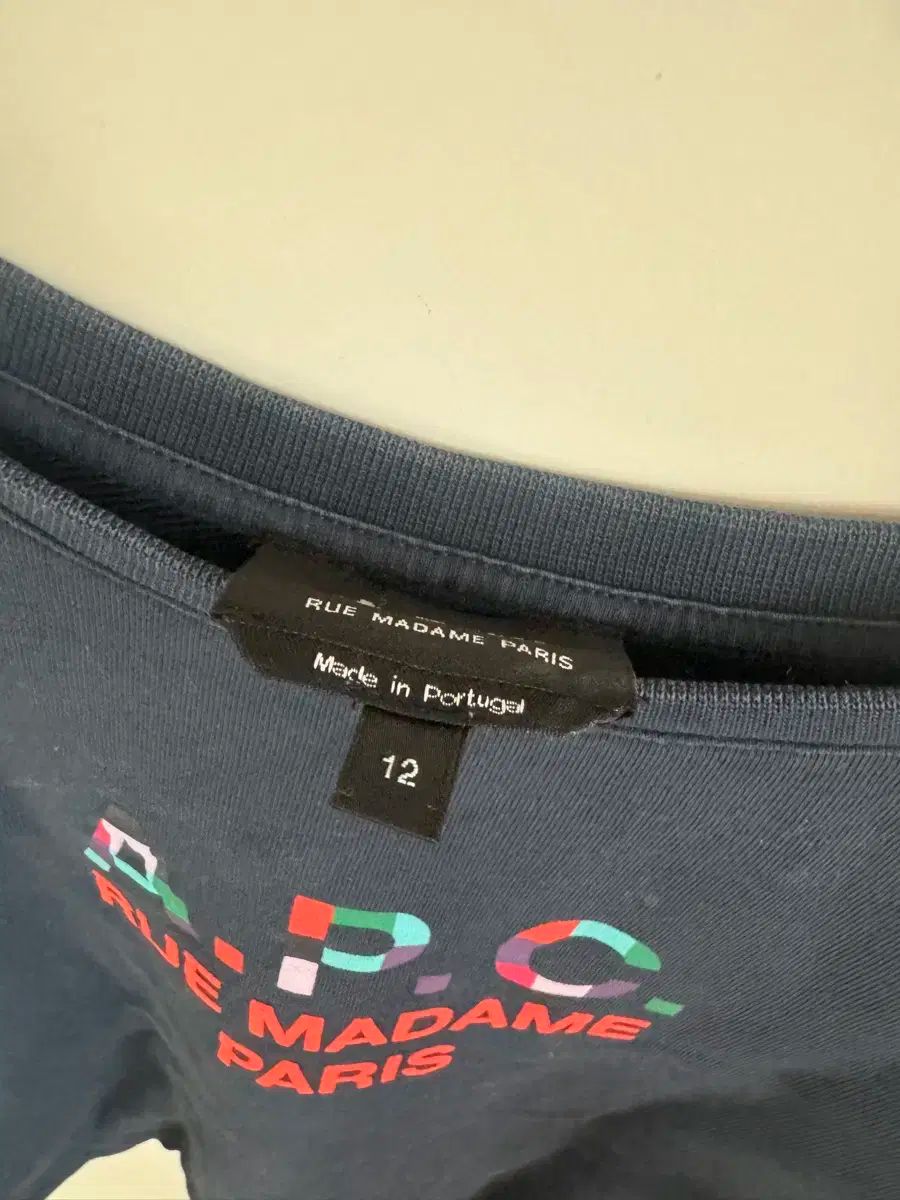 RUE MADAME PARIS
Made in Portugal
12
A.P.C.
RUE MADAME
PARIS